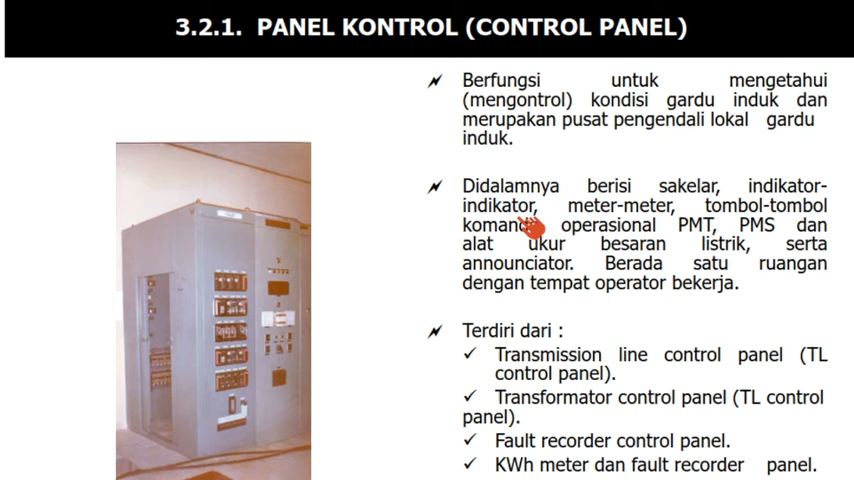 3.2.1. PANEL KONTROL (CONTROL PANEL)
Berfungsi untuk mengetahui
(mengontrol) kondisi gardu induk dan
merupakan pusat pengendali lokal gardu
induk.
Didalamnya berisi sakelar, indikator-
indikator, meter-meter, tombol-tombol
komando operasional PMT, PMS dan
alat ukur besaran listrik, serta
announciator. Berada satu ruangan
dengan tempat operator bekerja.
Terdiri dari :
Transmission line control panel (TL
control panel).
Transformator control panel (TL control
panel).
Fault recorder control panel.
KWh meter dan fault recorder panel.